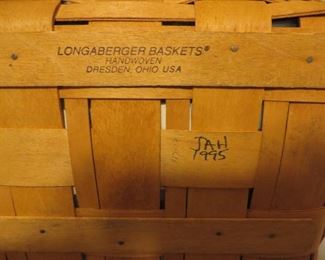 LONGABERGER BASKETS®
HANDWOVEN
DRESDEN, OHIO USA
JAH
1995